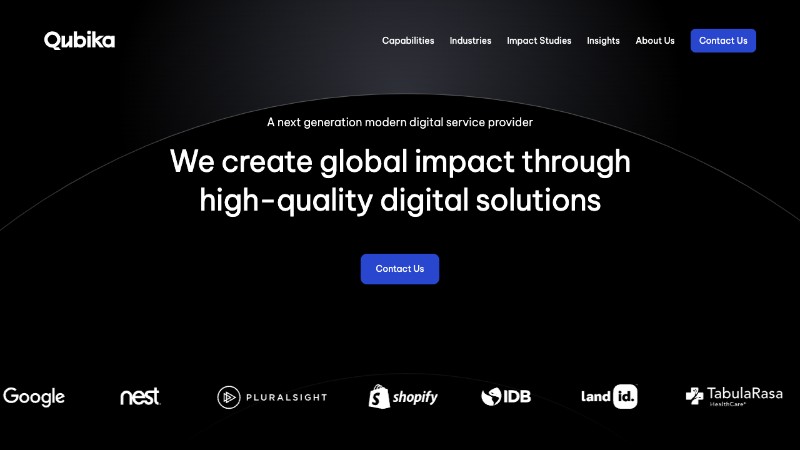 Qubika
Capabilities Industries Impact Studies Insights About Us Contact Us
A next generation modern digital service provider
We create global impact through
high-quality digital solutions
Contact Us
Google nest PLURALSIGHT shopify IDB land id. TabulaRasa
HealthCare